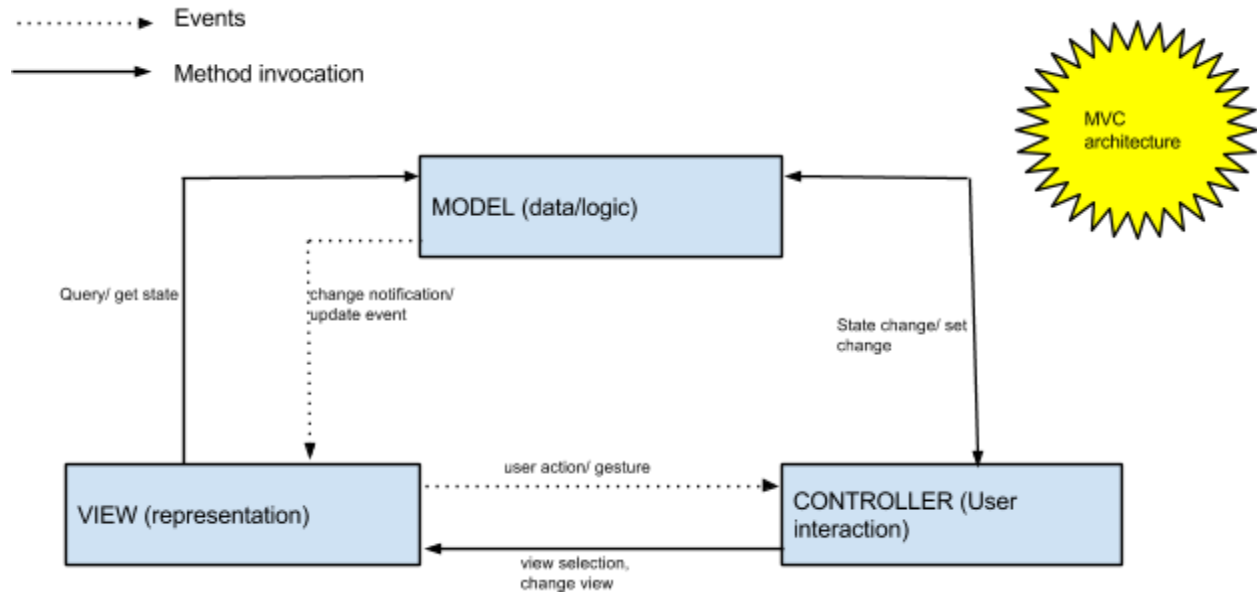 Events
Method invocation
MVC
architecture
MODEL (data/logic)
Query/ get state
change notification/
update event
State change/ set
change
user action/ gesture
VIEW (representation)
CONTROLLER (User
interaction)
view selection,
change view